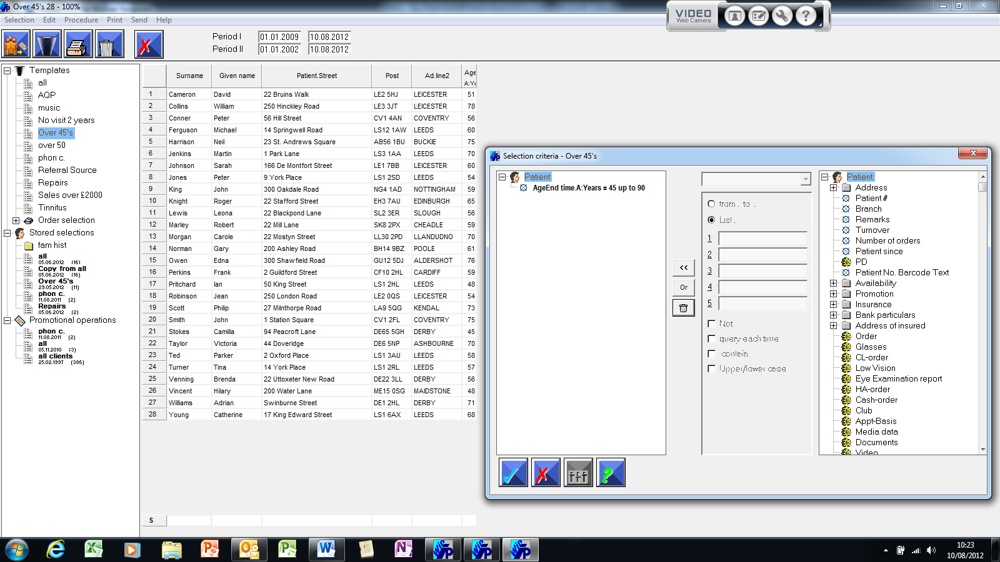 Over 45's 28 - 100%
Selection Edit Procedure Print Send Help
VIDEO
Web Camera
Period I 01.01.2009 10.08.2012
Period II 01.01.2002 10.08.2012
Templates
all
AQP
music
No visit 2 years
Over 45's
over 50
phon c.
Referral Source
Repairs
Sales over £2000
Tinnitus
Order selection
Stored selections
fam hist
all
05.06.2012 (16)
Copy from all
05.06.2012 (16)
Over 45's
29.05.2012 (11)
phon c.
11.08.2011 (2)
Repairs
05.06.2012 (2)
Promotional operations
phon c.
11.08.2011 (2)
all
05.11.2010 (3)
all clients
25.02.1997 (386)
Surname Given name Patient.Street Post Ad.line2 Age
A:Ye
1 Cameron David 22 Bruins Walk LE2 5HJ LEICESTER 51
2 Collins William 250 Hinckley Road LE3 3JT LEICESTER 78
3 Conner Peter 56 Hill Street CV1 4AN COVENTRY 56
4 Ferguson Michael 14 Springwell Road LS12 1AW LEEDS 60
5 Harrison Neil 23 St. Andrews Square AB56 1BU BUCKIE 75
6 Jenkins Martin 1 Park Lane LS3 1AA LEEDS 70
7 Johnson Sarah 166 De Montfort Street LE1 7BB LEICESTER 60
8 Jones Peter 9 York Place LS1 2SD LEEDS 54
9 King John 300 Oakdale Road NG4 1AD NOTTINGHAM 59
10 Knight Roger 22 Stafford Street EH3 7AU EDINBURGH 65
11 Lewis Leona 22 Blackpond Lane SL2 3ER SLOUGH 56
12 Marley Robert 22 Mill Lane SK8 2PX CHEADLE 59
13 Morgan Carole 22 Mostyn Street LL30 2PD LLANDUDNO 70
14 Norman Gary 200 Ashley Road BH14 9BZ POOLE 61
15 Owen Edna 300 Shawfield Road GU12 5DJ ALDERSHOT 76
16 Perkins Frank 2 Guildford Street CF10 2HL CARDIFF 59
17 Pritchard Ian 50 King Street LS1 2HL LEEDS 48
18 Robinson Jean 250 London Road LE2 0QS LEICESTER 54
19 Scott Philip 27 Milnthorpe Road LA9 5QG KENDAL 73
20 Smith John 1 Station Square CV1 2FL COVENTRY 75
21 Stokes Camilla 94 Peacroft Lane DE65 5GH DERBY 45
22 Taylor Victoria 44 Doveridge DE6 5NP ASHBOURNE 70
23 Ted Parker 2 Oxford Place LS1 3AU LEEDS 58
24 Turner Tina 14 York Place LS1 2RL LEEDS 57
25 Venning Brenda 22 Uttoxeter New Road DE22 3LL DERBY 56
26 Vincent Hilary 200 Water Lane ME15 0SG MAIDSTONE 48
27 Williams Adrian Swinburne Street DE1 2HL DERBY 71
28 Young Catherine 17 King Edward Street LS1 6AX LEEDS 68
S
Selection criteria - Over 45's
Patient
AgeEnd time.A:Years = 45 up to 90
<<
Or
from . to .
List .
1
2
3
4
5
Not
query each time
contein
Upper/lower case
Patient
Address
Patient #
Branch
Remarks
Turnover
Number of orders
Patient since
PD
Patient No. Barcode Text
Availability
Promotion
Insurance
Bank particulars
Address of insured
Order
Glasses
CL-order
Low Vision
Eye Examination report
HA-order
Cash-order
Club
Appt-Basis
Media data
Documents
Video
10:23
10/08/2012